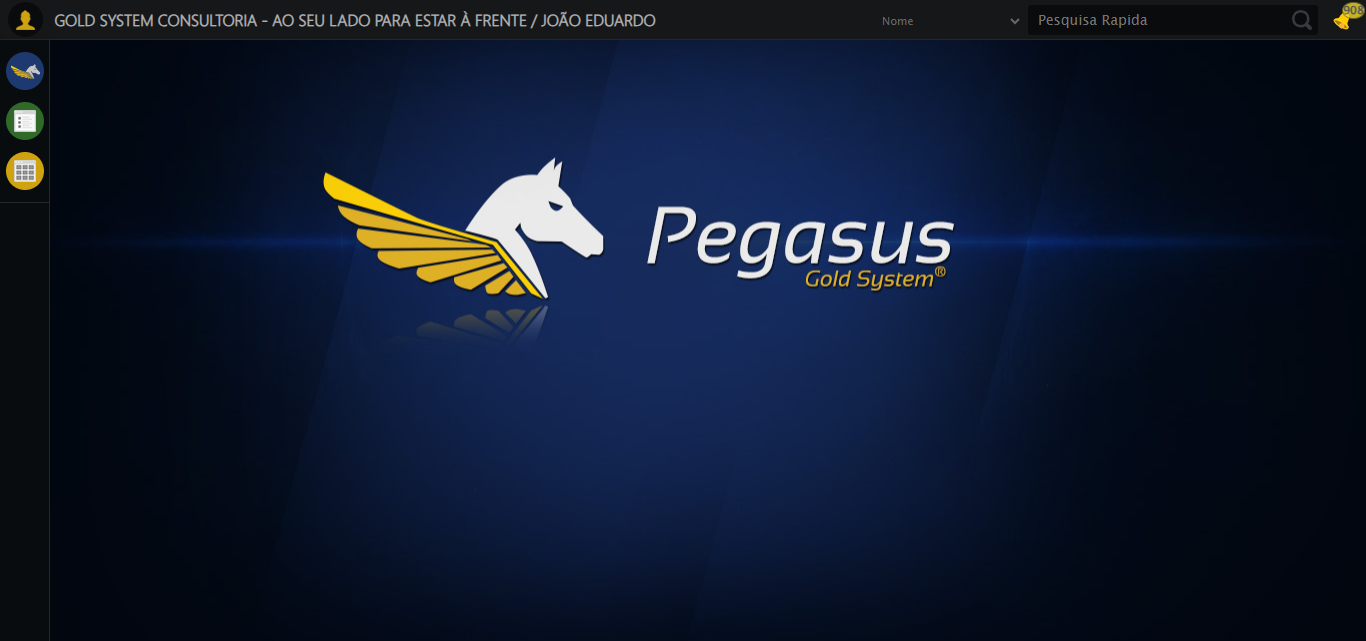 GOLD SYSTEM CONSULTORIA - AO SEU LADO PARA ESTAR À FRENTE / JOÃO EDUARDO
Nome
Pesquisa Rapida
908
Pegasus
Gold System®